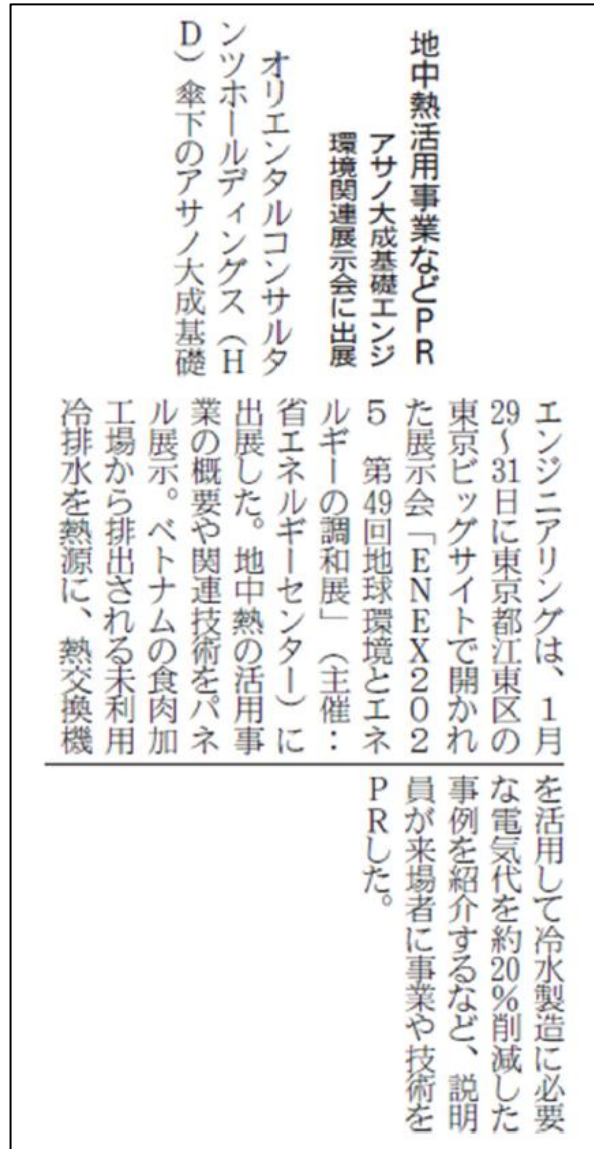 地中熱活用事業などPR
アサノ大成基礎エンジ
環境関連展示会に出展
オリエンタルコンサルタ
ンツホールディングス（H
D）傘下のアサノ大成基礎
エンジニアリングは、1月
29～31日に東京都江東区の
東京ビッグサイトで開かれ
た展示会「ENEX202
5　第49回地球環境とエネ
ルギーの調和展」（主催：
省エネルギーセンター）に
出展した。地中熱の活用事
業の概要や関連技術をパネ
ル展示。ベトナムの食肉加
工場から排出される未利用
冷排水を熱源に、熱交換機
を活用して冷水製造に必要
な電気代を約20％削減した
事例を紹介するなど、説明
員が来場者に事業や技術を
PRした。